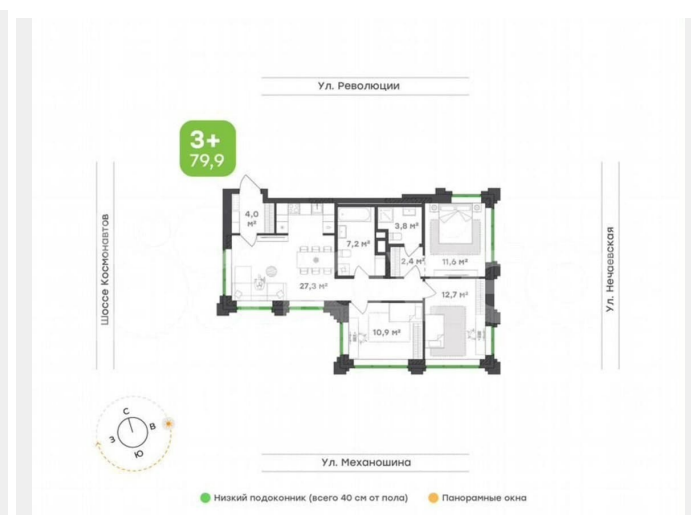 Ул. Революции
3+
79,9
4,0
м²
3,8 м²
7,2 м²
2,4 м²
11,6 м²
27,3 м²
12,7 м²
10,9 м²
Шоссе Космонавтов
Ул. Нечаевская
С
В
З
Ю
Ул. Механошина
Низкий подоконник (всего 40 см от пола)
Панорамные окна